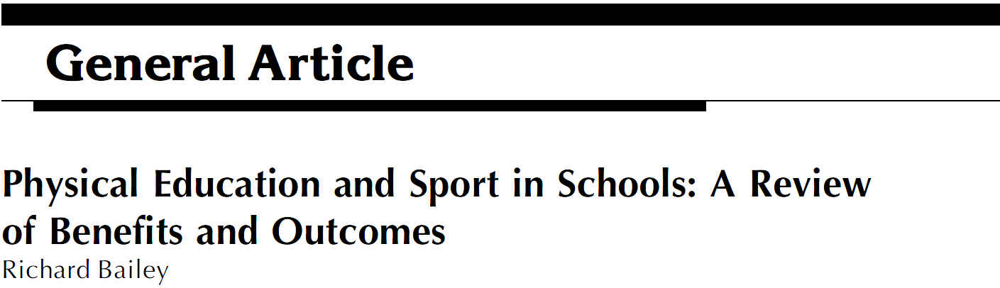 General Article
Physical Education and Sport in Schools: A Review
of Benefits and Outcomes
Richard Bailey